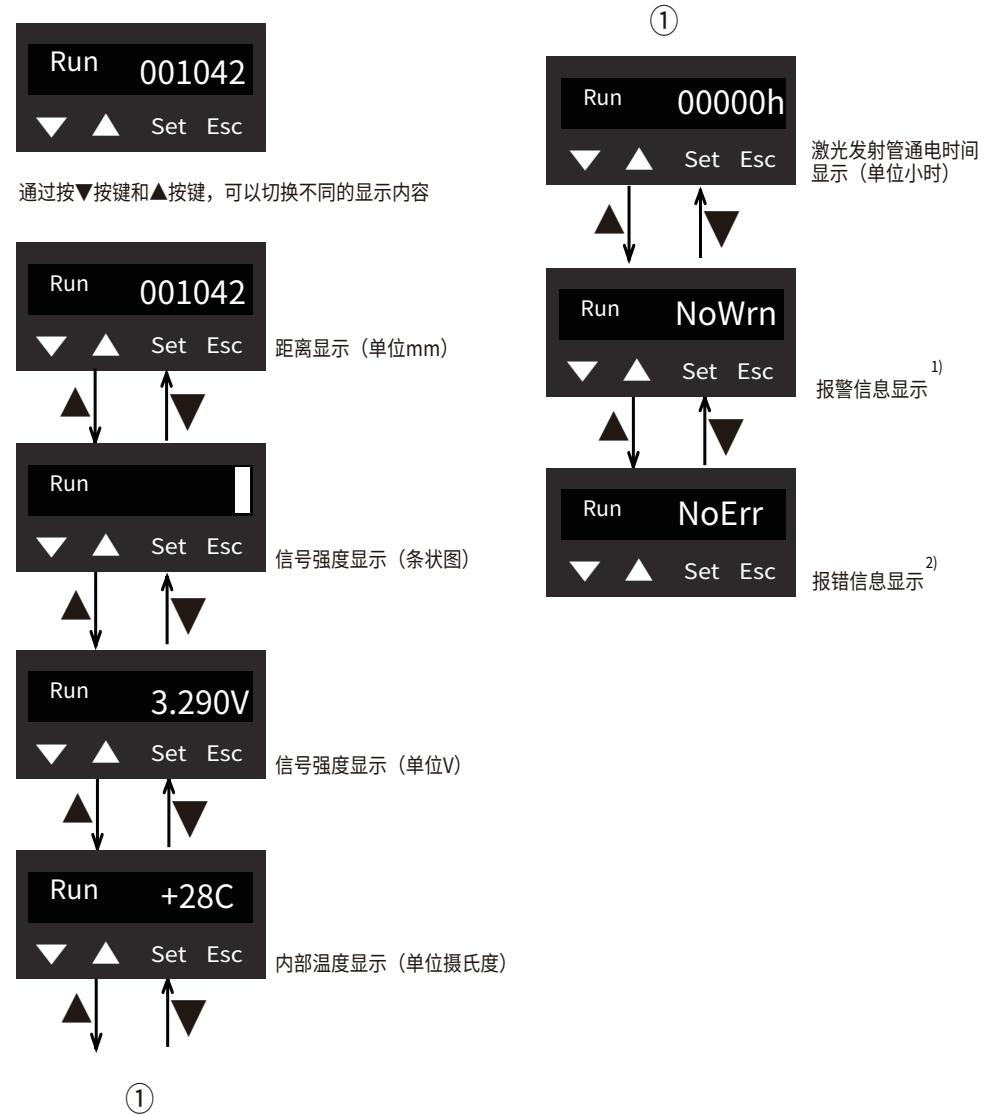 Run 001042
▼ ▲ Set Esc
通过按▼按键和▲按键，可以切换不同的显示内容
Run 001042
▼ ▲ Set Esc
距离显示（单位mm）
▲ ▼
Run
▼ ▲ Set Esc
信号强度显示（条状图）
▲ ▼
Run 3.290V
▼ ▲ Set Esc
信号强度显示（单位V）
▲ ▼
Run +28C
▼ ▲ Set Esc
内部温度显示（单位摄氏度）
▲ ▼
①
①
Run 00000h
▼ ▲ Set Esc
激光发射管通电时间
显示（单位小时）
▲ ▼
Run NoWrn
▼ ▲ Set Esc
报警信息显示1)
▲ ▼
Run NoErr
▼ ▲ Set Esc
报错信息显示2)